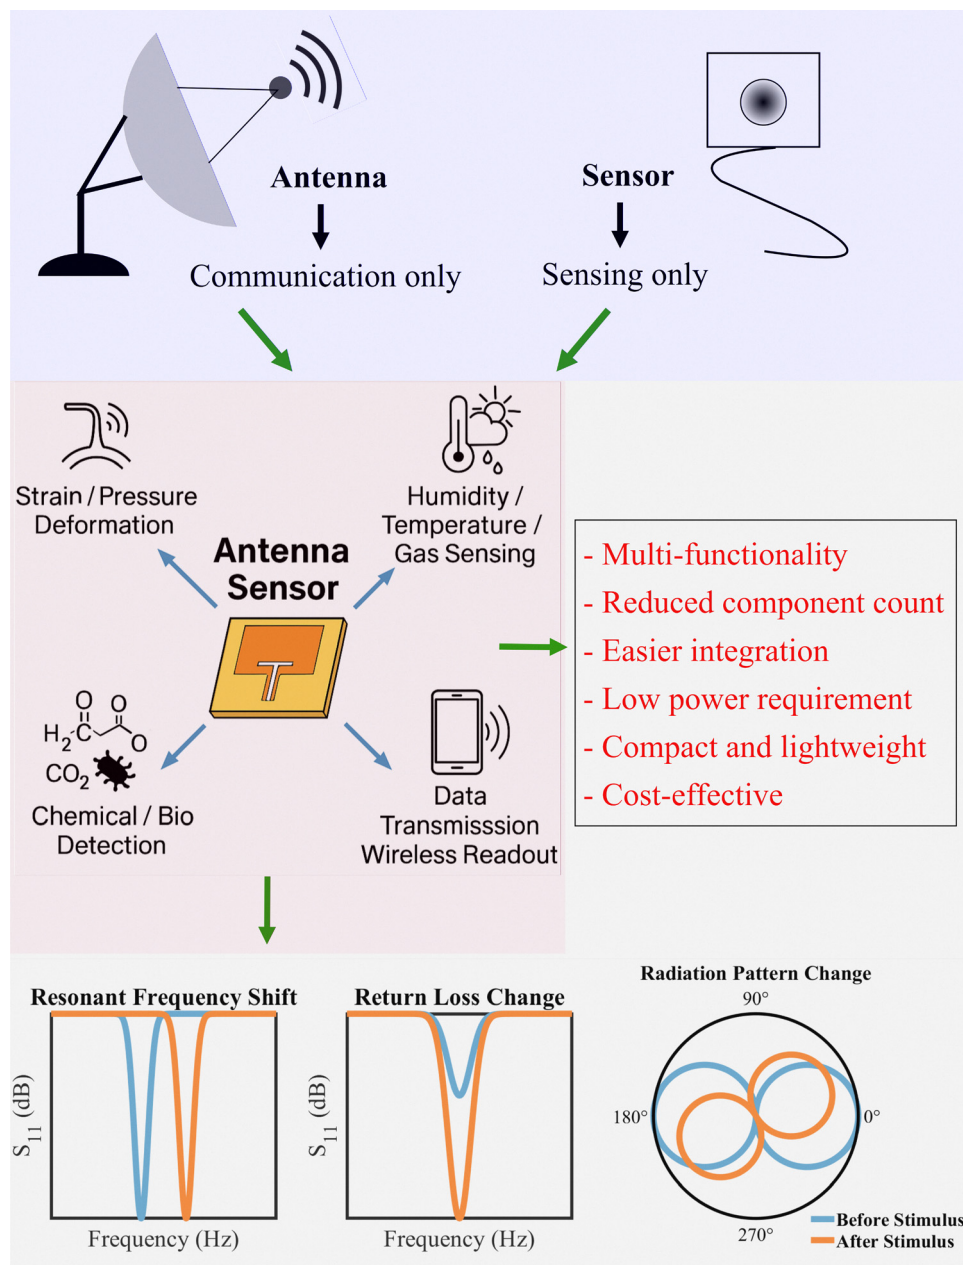 Antenna
Communication only
Sensor
Sensing only
Strain / Pressure
Deformation
Humidity /
Temperature /
Gas Sensing
Antenna
Sensor
O
O
H₂C
O
CO₂
Chemical / Bio
Detection
Data
Transmisssion
Wireless Readout
- Multi-functionality
- Reduced component count
- Easier integration
- Low power requirement
- Compact and lightweight
- Cost-effective
Resonant Frequency Shift
S₁₁ (dB)
Frequency (Hz)
Return Loss Change
S₁₁ (dB)
Frequency (Hz)
Radiation Pattern Change
90°
180°
0°
270°
Before Stimulus
After Stimulus